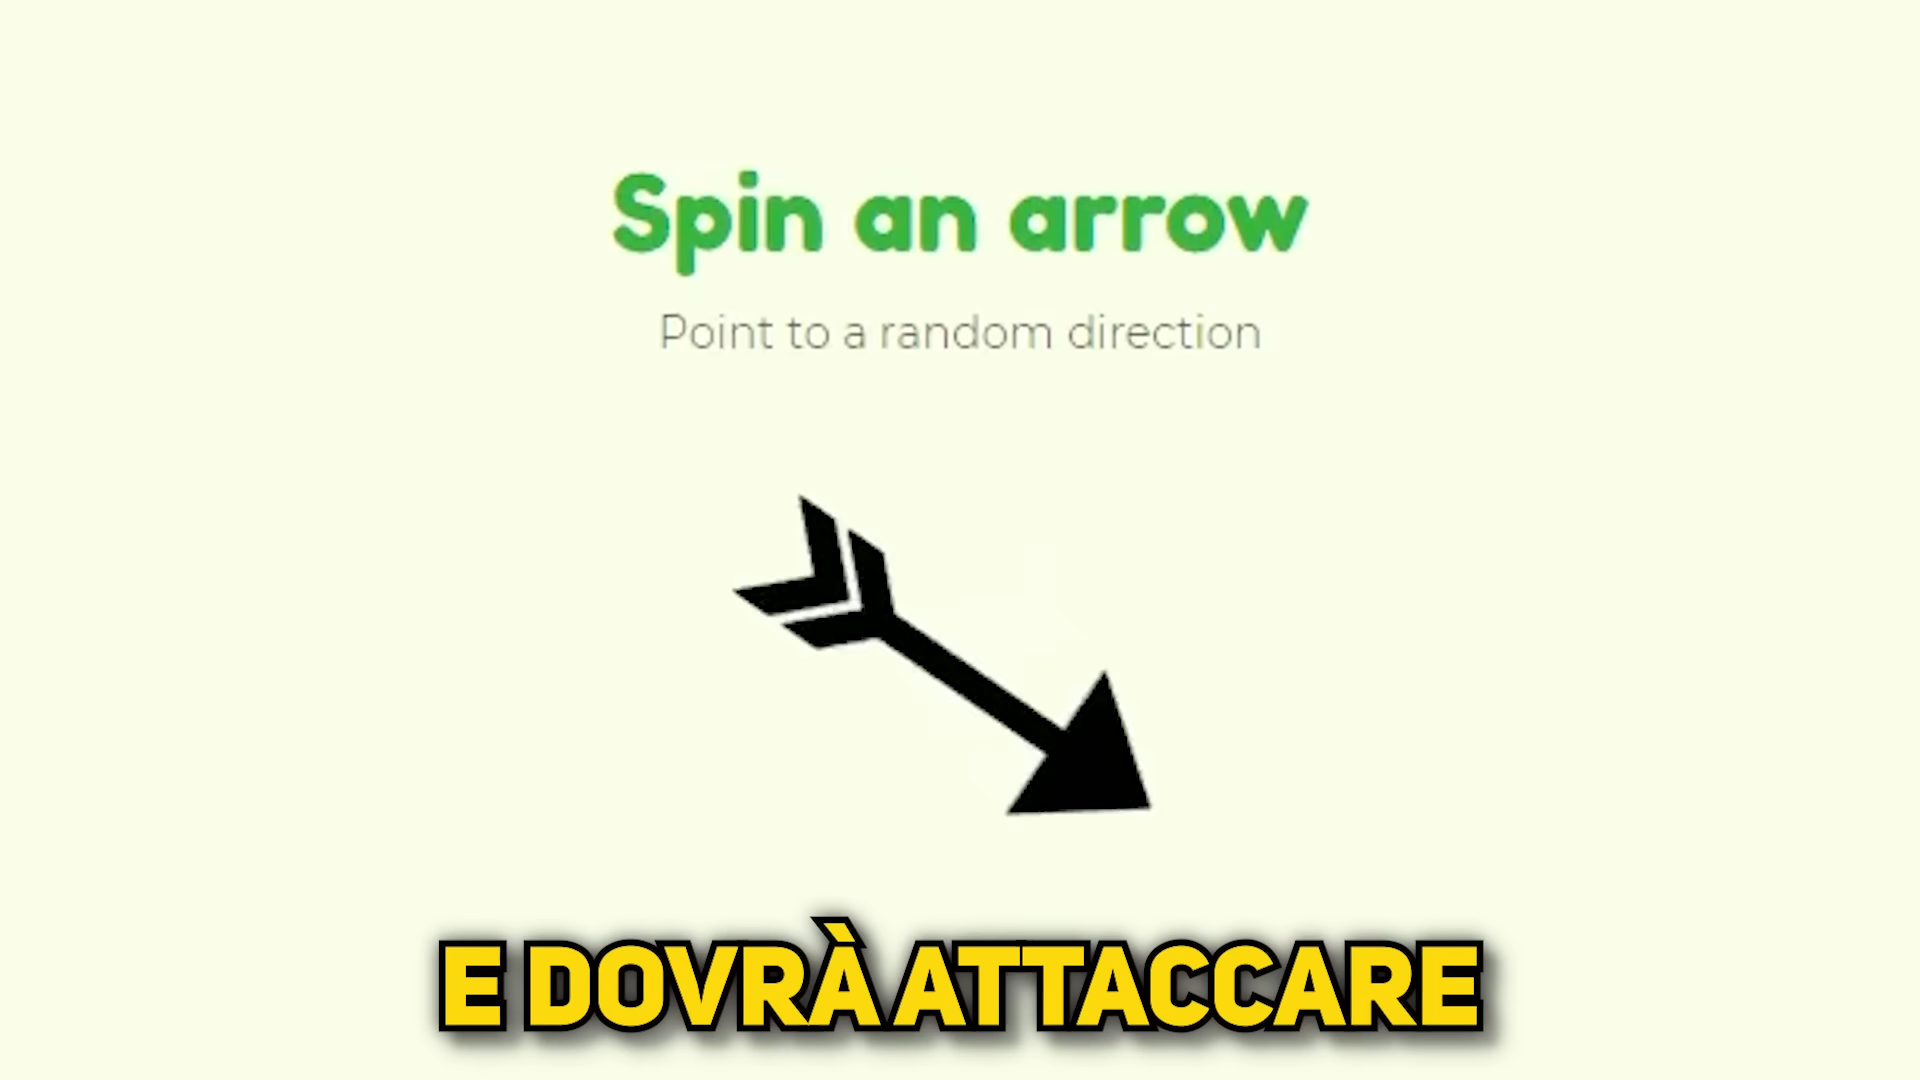 Spin an arrow
Point to a random direction
E DOVRÀ ATTACCARE